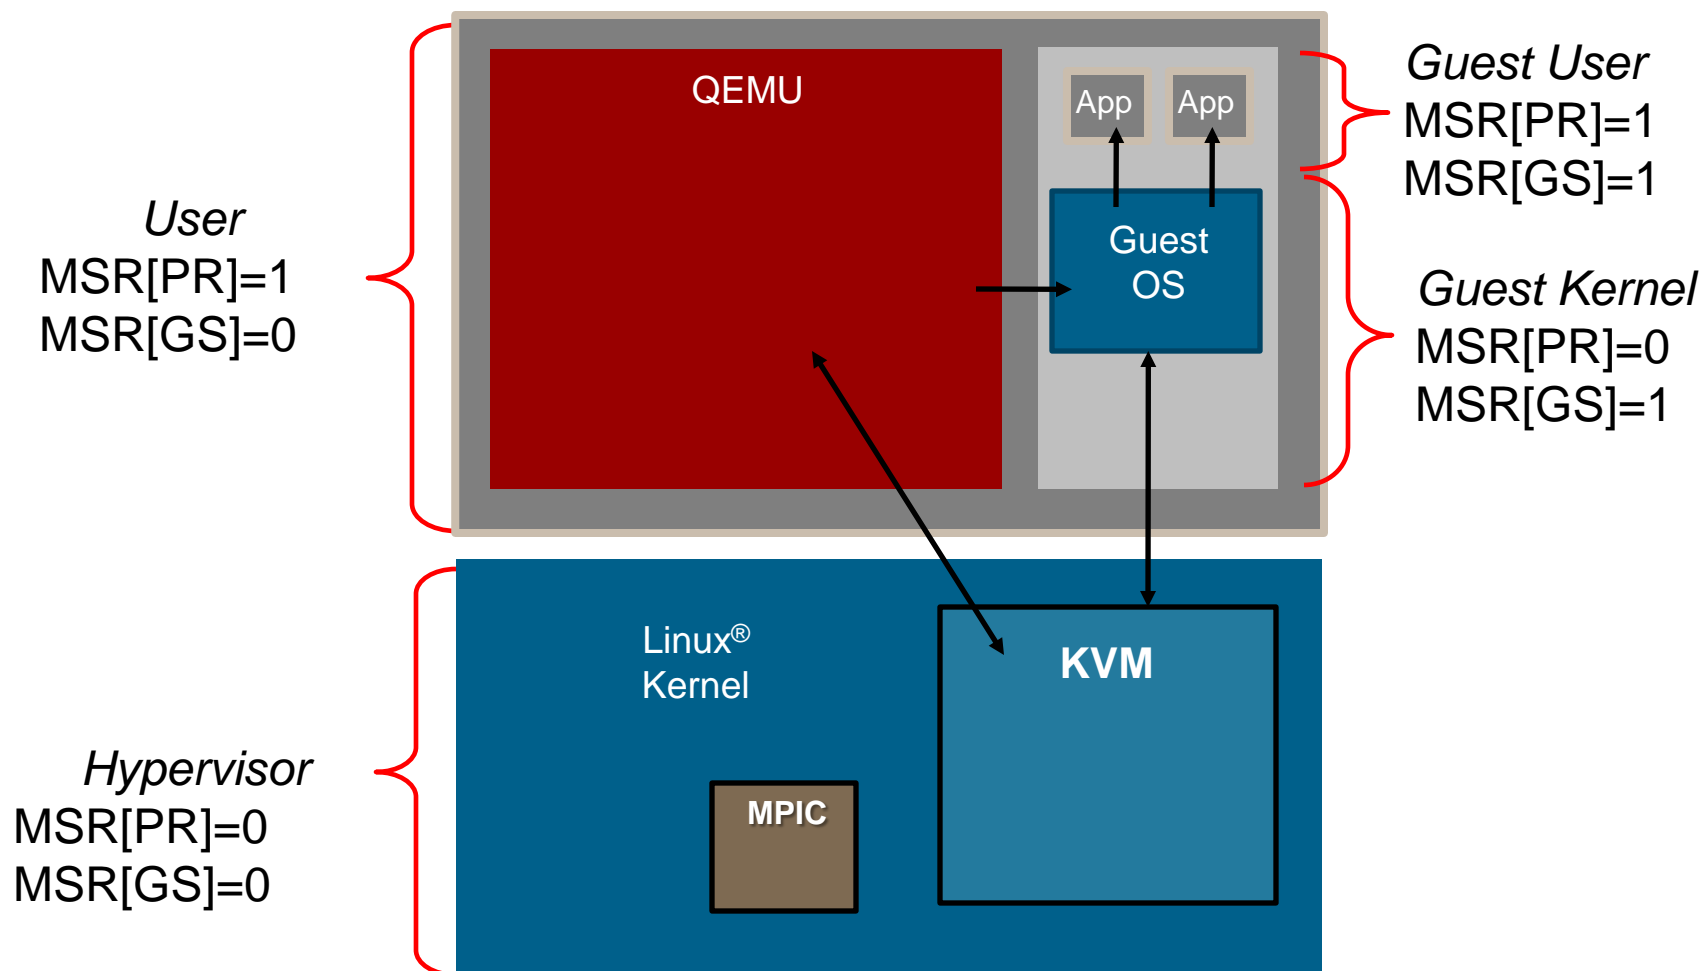 QEMU
App
App
Guest
OS
Guest User
MSR[PR]=1
MSR[GS]=1
User
MSR[PR]=1
MSR[GS]=0
Guest Kernel
MSR[PR]=0
MSR[GS]=1
Linux®
Kernel
KVM
MPIC
Hypervisor
MSR[PR]=0
MSR[GS]=0